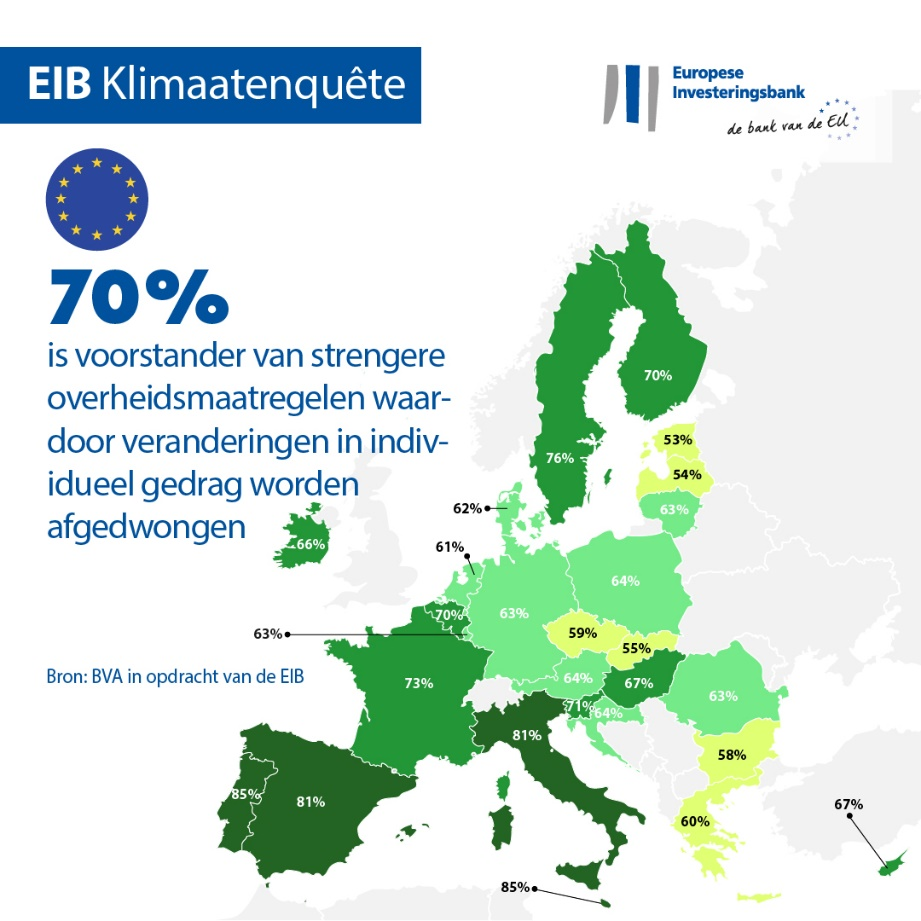 EIB Klimaatenquête
Europese
Investeringsbank
de bank van de EU
70%
is voorstander van strengere
overheidsmaatregelen waar-
door veranderingen in indiv-
idueel gedrag worden
afgedwongen
Bron: BVA in opdracht van de EIB
70%
76%
53%
54%
63%
62%
61%
66%
64%
63%
70%
63%
59%
55%
73%
64%
67%
63%
71%
64%
81%
58%
85%
81%
60%
67%
85%